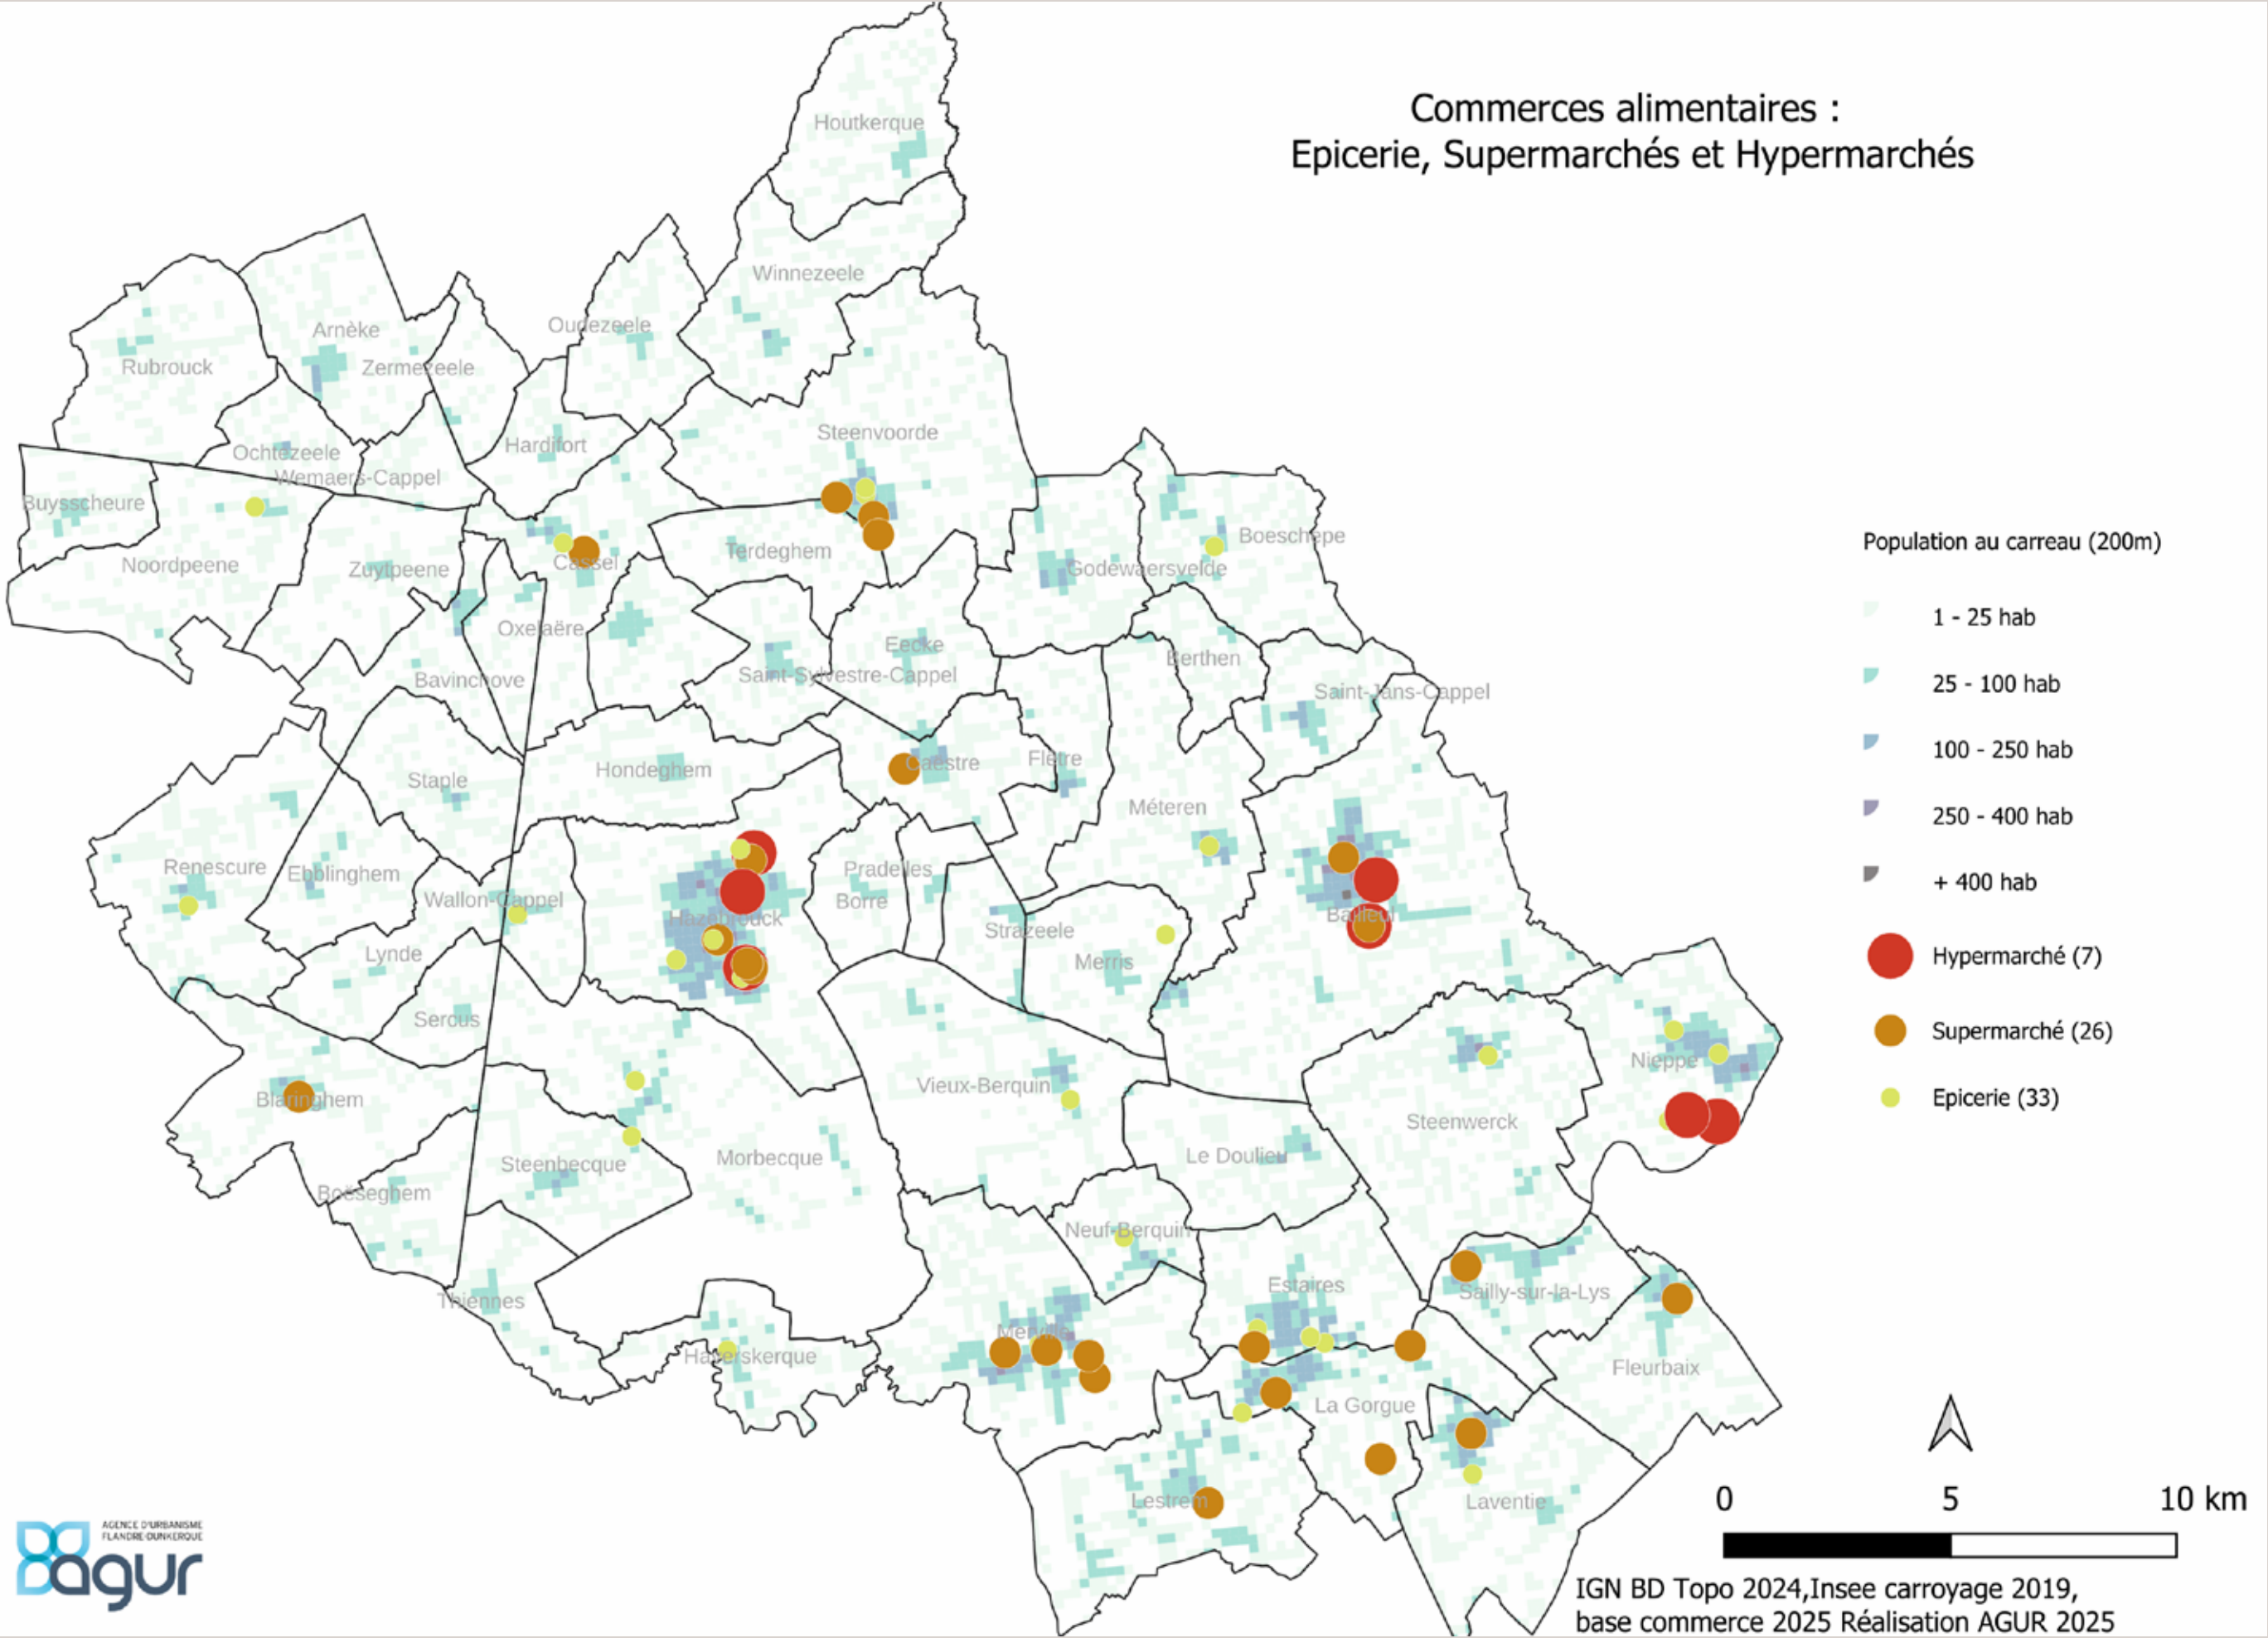 Commerces alimentaires :
Epicerie, Supermarchés et Hypermarchés
Houtkerque
Winnezeele
Oudezeele
Arnèke
Zermezeele
Rubrouck
Steenvoorde
Hardifort
Ochtezeele
Wemaers-Cappel
Buysscheure
Boeschepe
Terdeghem
Cassel
Noordpeene
Zuytpeene
Godewaersvelde
Oxelaëre
Eecke
Berthen
Saint-Sylvestre-Cappel
Bavinchove
Saint-Jans-Cappel
Flêtre
Caestre
Hondeghem
Staple
Méteren
Renescure
Ebblinghem
Pradelles
Wallon-Cappel
Borre
Hazebrouck
Bailleul
Strazeele
Lynde
Merris
Sercus
Nieppe
Vieux-Berquin
Blaringhem
Steenwerck
Le Doulieu
Morbecque
Steenbecque
Boëseghem
Neuf-Berquin
Estaires
Sailly-sur-la-Lys
Thiennes
Merville
Haverskerque
Fleurbaix
La Gorgue
Lestrem
Laventie
Population au carreau (200m)
1 - 25 hab
25 - 100 hab
100 - 250 hab
250 - 400 hab
+ 400 hab
Hypermarché (7)
Supermarché (26)
Epicerie (33)
0 5 10 km
AGENCE D'URBANISME
FLANDRE-DUNKERQUE
agur
IGN BD Topo 2024,Insee carroyage 2019,
base commerce 2025 Réalisation AGUR 2025